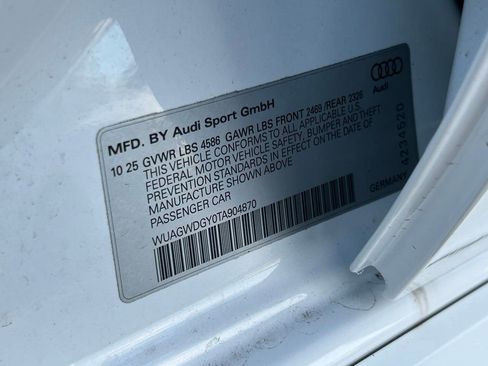 MFD. BY Audi Sport GmbH
Audi
10 25 GVWR LBS 4586 GAWR LBS FRONT 2469 /REAR 2326
THIS VEHICLE CONFORMS TO ALL APPLICABLE U.S.
FEDERAL MOTOR VEHICLE SAFETY, BUMPER AND THEFT
PREVENTION STANDARDS IN EFFECT ON THE DATE OF
MANUFACTURE SHOWN ABOVE
PASSENGER CAR
GERMANY
WUAGWDGY0TA904870
4234520